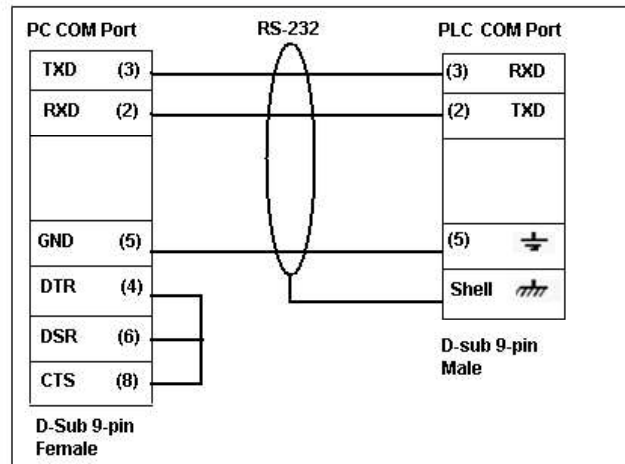 PC COM Port RS-232 PLC COM Port
TXD (3) (3) RXD
RXD (2) (2) TXD
GND (5) (5)
DTR (4) Shell
DSR (6)
CTS (8)
D-sub 9-pin
Male
D-Sub 9-pin
Female